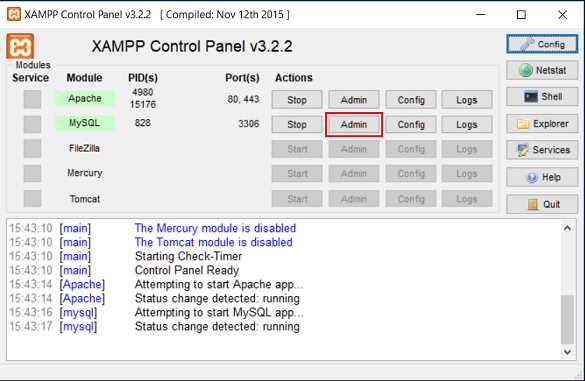 XAMPP Control Panel v3.2.2 [ Compiled: Nov 12th 2015 ]
XAMPP Control Panel v3.2.2
Config
Modules
Service Module PID(s) Port(s) Actions
Netstat
Apache 4980 15176 80, 443 Stop Admin Config Logs
Shell
MySQL 828 3306 Stop Admin Config Logs
Explorer
FileZilla Start Admin Config Logs
Services
Mercury Start Admin Config Logs
Help
Tomcat Start Admin Config Logs
Quit
15:43:10 [main] The Mercury module is disabled
15:43:10 [main] The Tomcat module is disabled
15:43:10 [main] Starting Check-Timer
15:43:10 [main] Control Panel Ready
15:43:14 [Apache] Attempting to start Apache app...
15:43:14 [Apache] Status change detected: running
15:43:16 [mysql] Attempting to start MySQL app...
15:43:17 [mysql] Status change detected: running